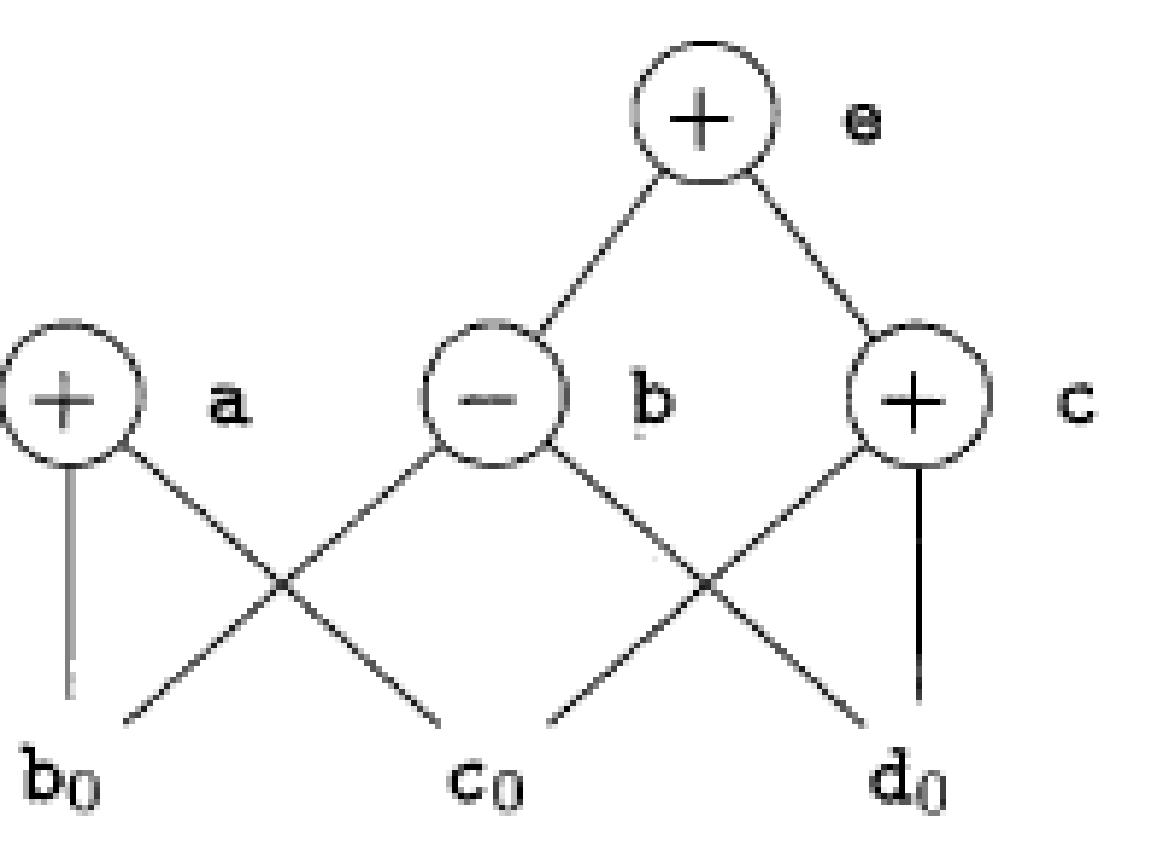 + e
+ a − b + c
b₀ c₀ d₀